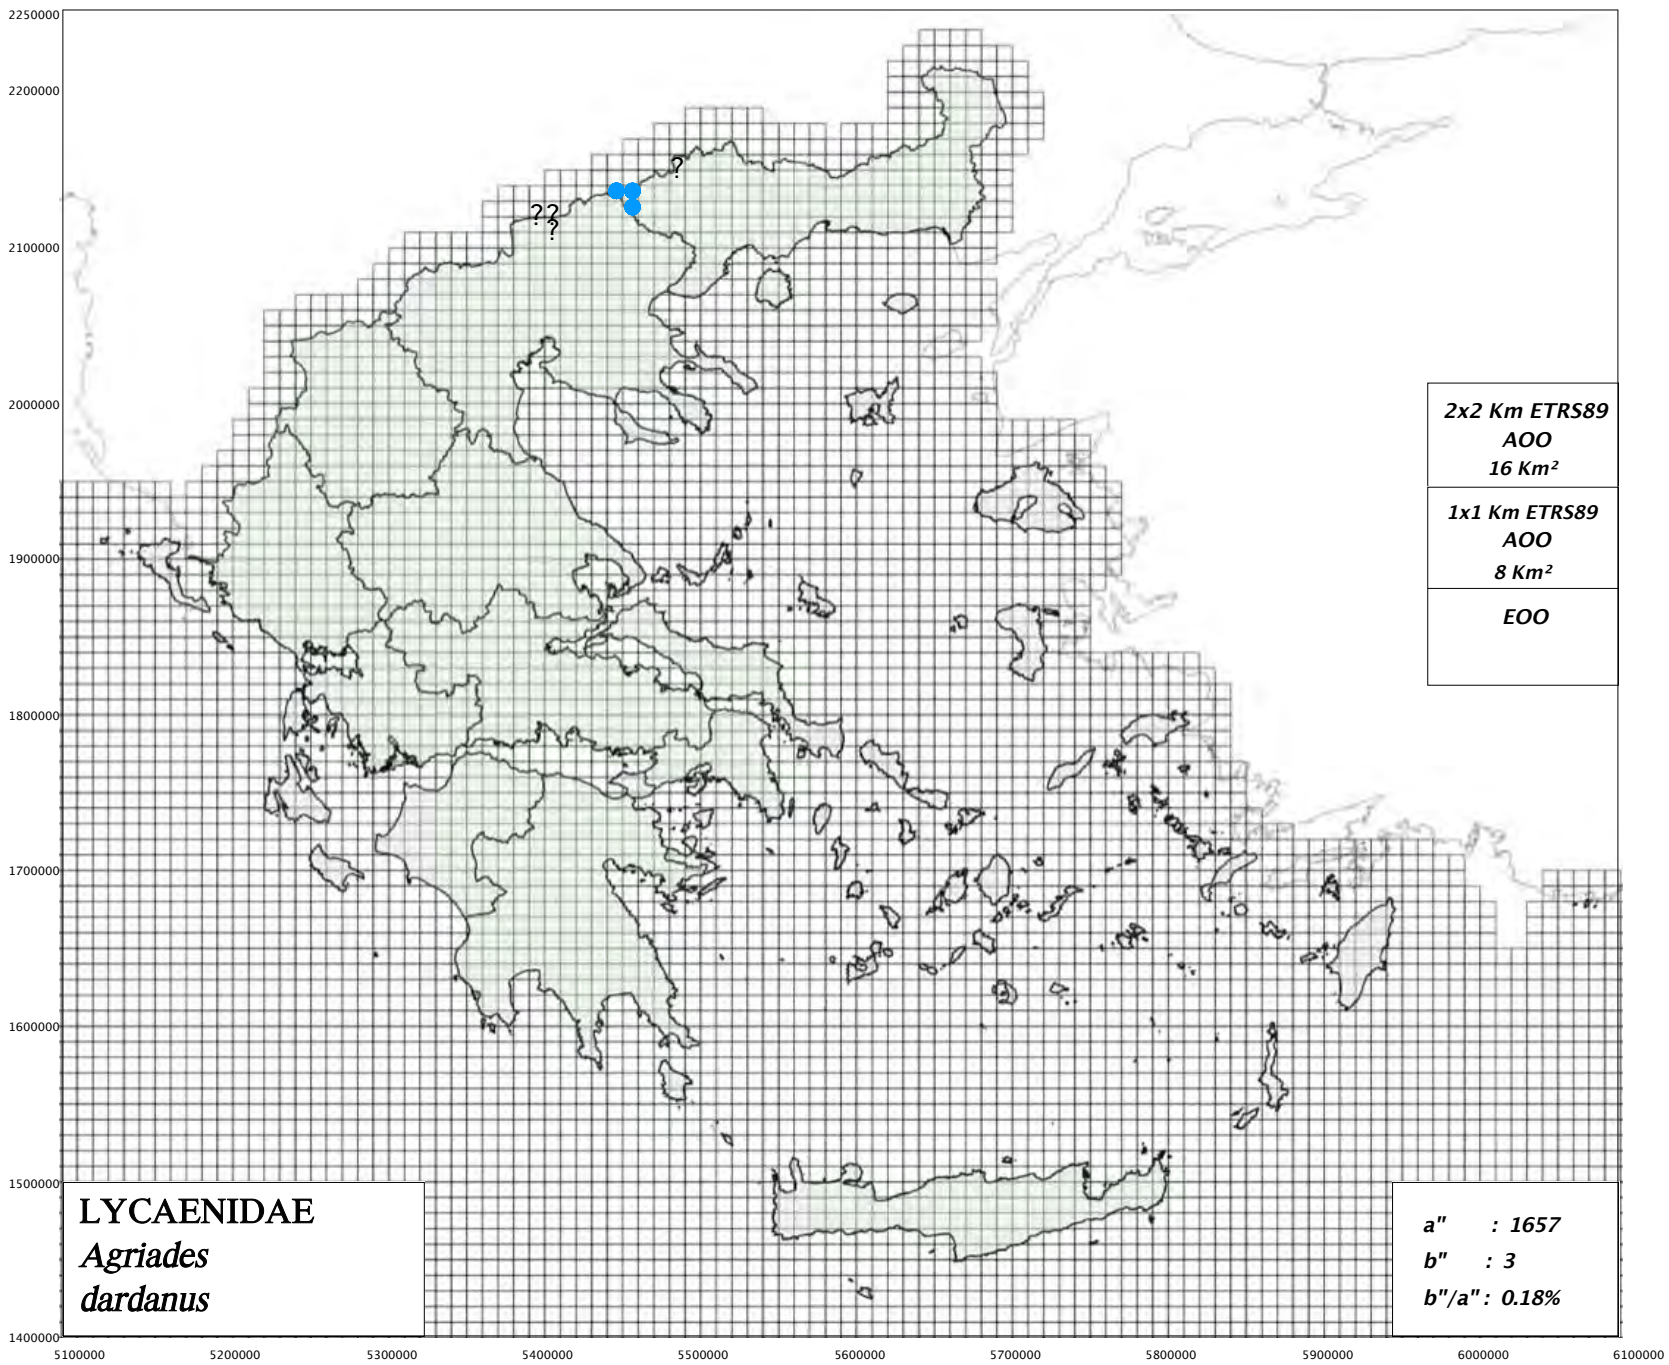 2250000
2200000
?
? ?
?
2100000
2000000
2x2 Km ETRS89
AOO
16 Km²
1x1 Km ETRS89
AOO
8 Km²
1900000
EOO
1800000
1700000
1600000
1500000
LYCAENIDAE
Agriades
dardanus
a" : 1657
b" : 3
b"/a" : 0.18%
1400000
5100000 5200000 5300000 5400000 5500000 5600000 5700000 5800000 5900000 6000000 6100000